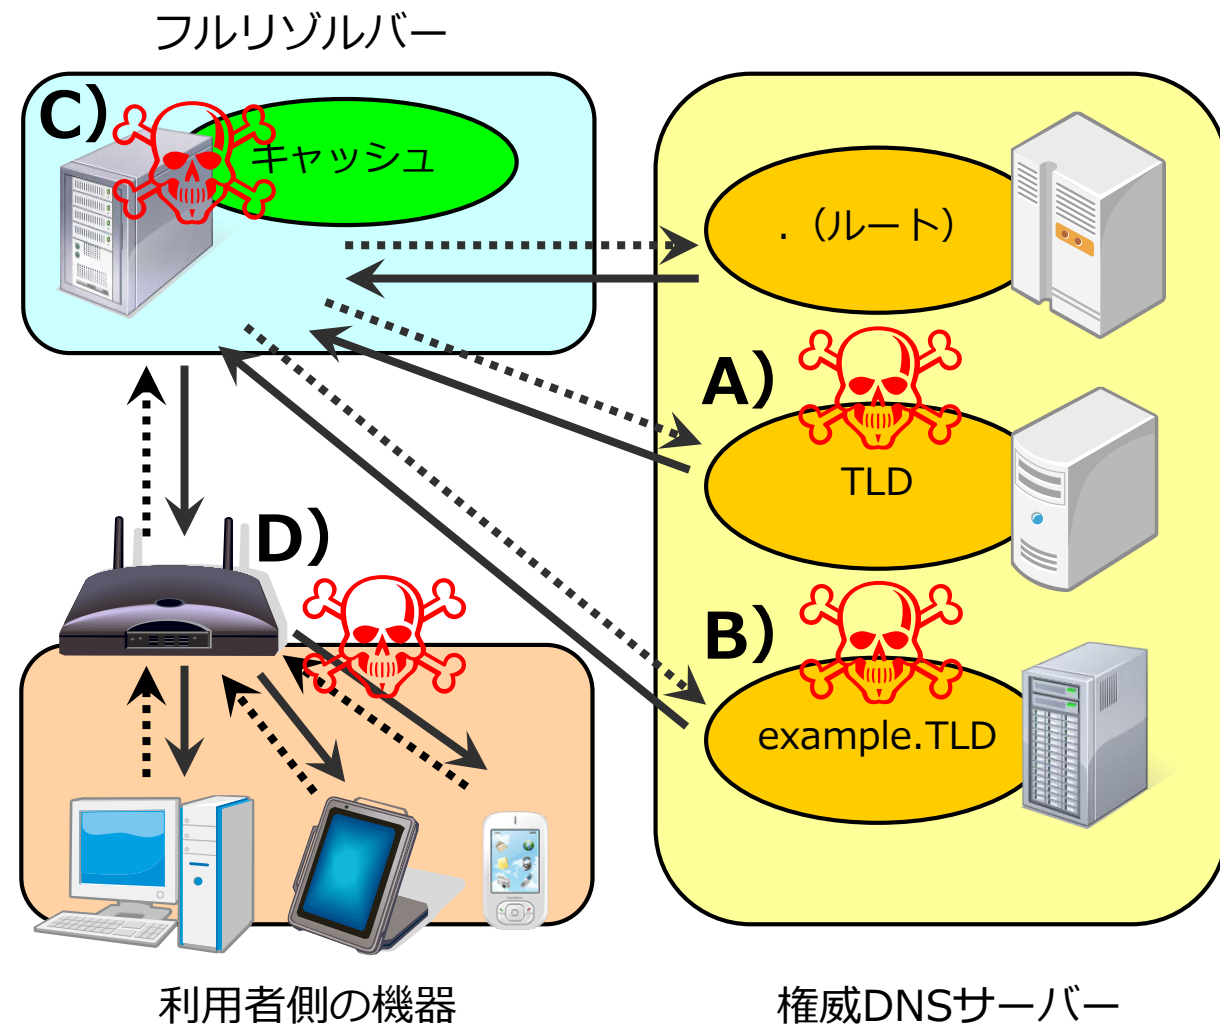 フルリゾルバー
C）
キャッシュ
．（ルート）
A）
TLD
D）
B）
example.TLD
利用者側の機器
権威DNSサーバー